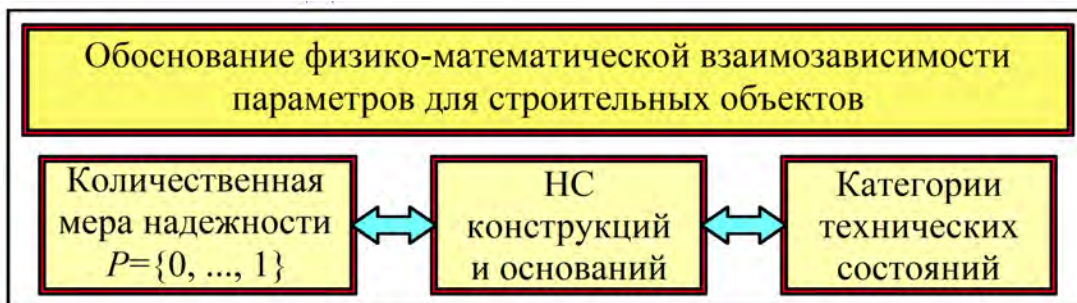 Обоснование физико-математической взаимозависимости
параметров для строительных объектов
Количественная
мера надежности
P={0, ..., 1}
НС
конструкций
и оснований
Категории
технических
состояний